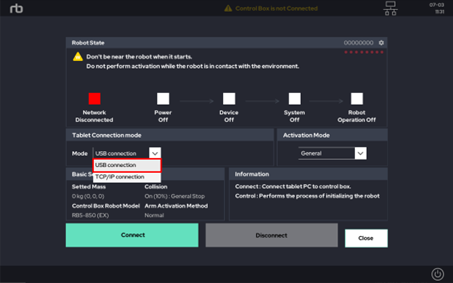 rb
Control Box is not Connected
07-03
11:31
Robot State
00000000
Don't be near the robot when it starts.
Do not perform activation while the robot is in contact with the environment.
Network
Disconnected
Power
Off
Device
Off
System
Off
Robot
Operation Off
Tablet Connection mode
Activation Mode
Mode
USB connection
General
USB connection
TCP/IP connection
Basic S
Information
Setted Mass
Collision
0 kg (0, 0, 0)
On (10%) : General Stop
Control Box Robot Model
Arm Activation Method
RB5-850 (EX)
Normal
Connect : Connect tablet PC to control box.
Control : Performs the process of initializing the robot
Connect
Disconnect
Close